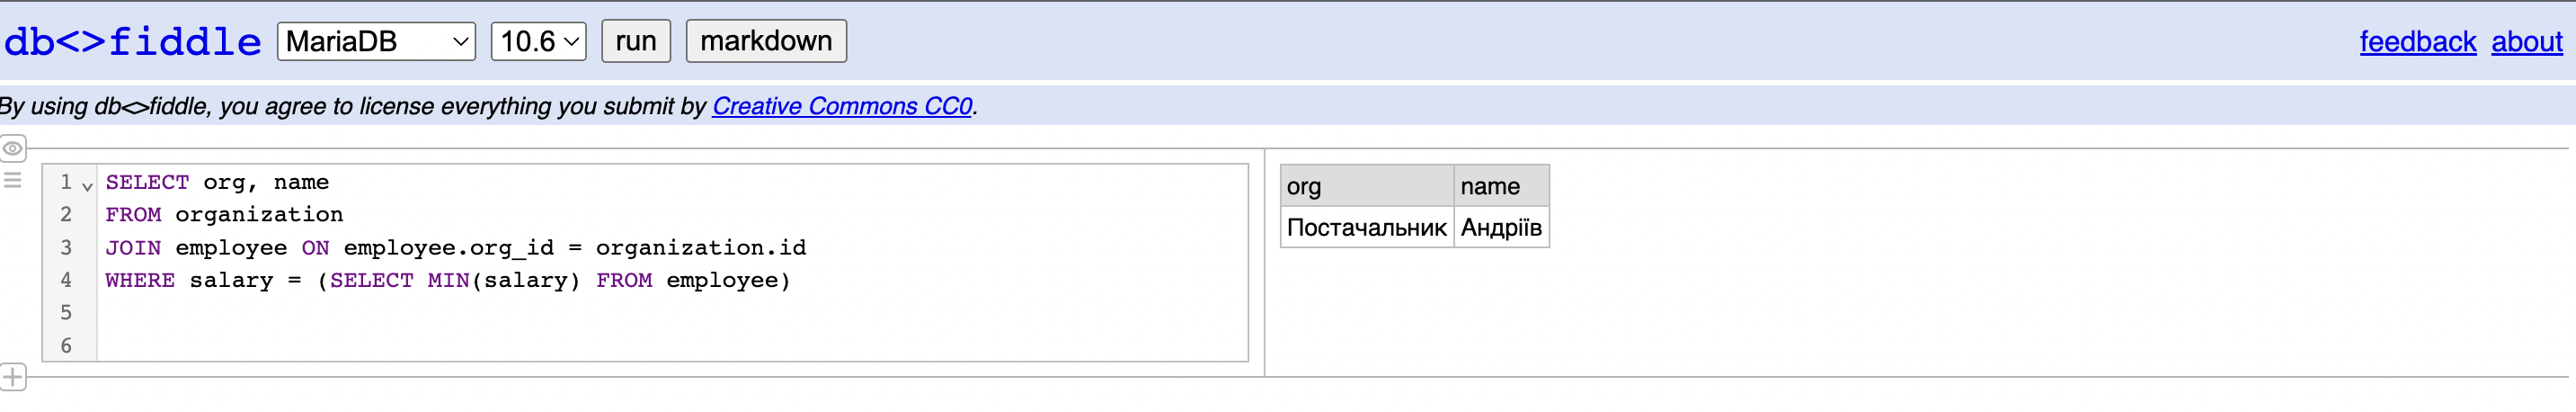 db<>fiddle MariaDB 10.6 run markdown feedback about
By using db<>fiddle, you agree to license everything you submit by Creative Commons CC0.
1 SELECT org, name
2 FROM organization
3 JOIN employee ON employee.org_id = organization.id
4 WHERE salary = (SELECT MIN(salary) FROM employee)
5
6
org name
Постачальник Андріїв